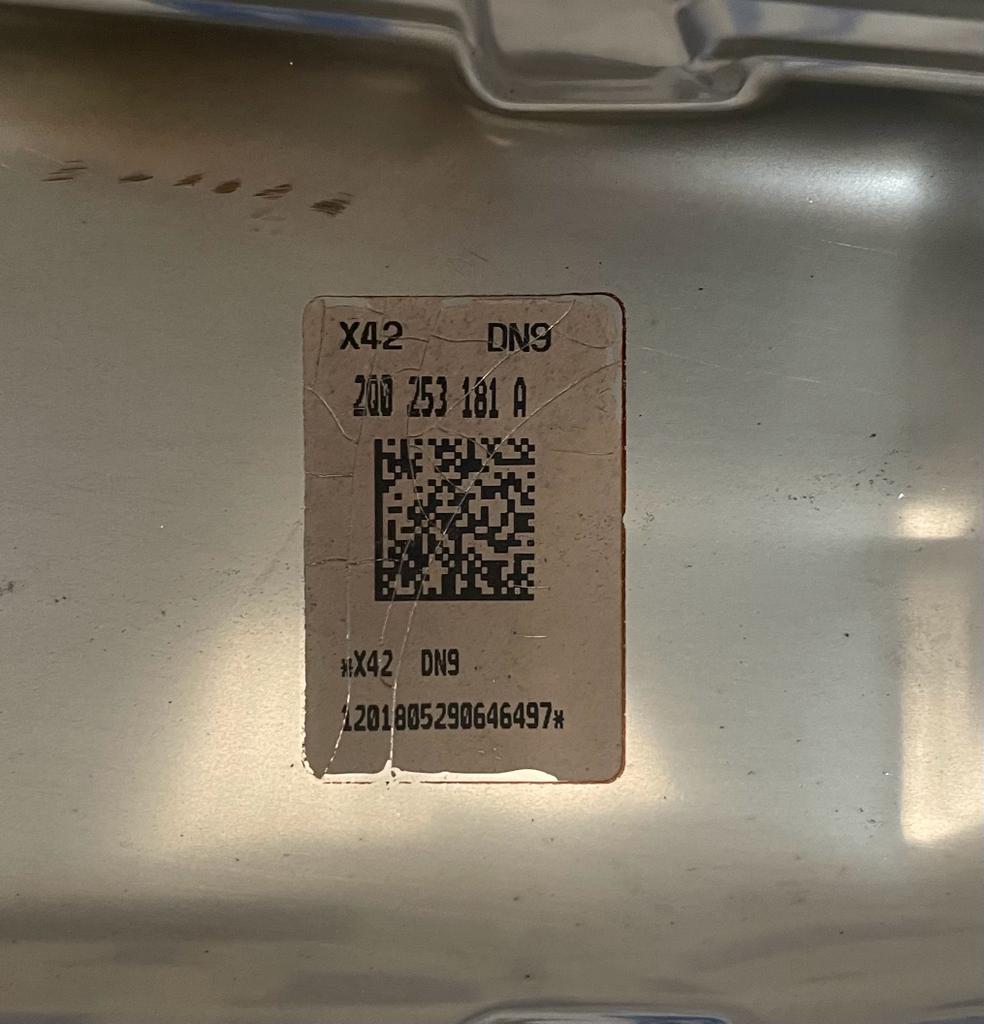 X42 DN9
2Q0 253 181 A
*X42 DN9
1201805290646497*